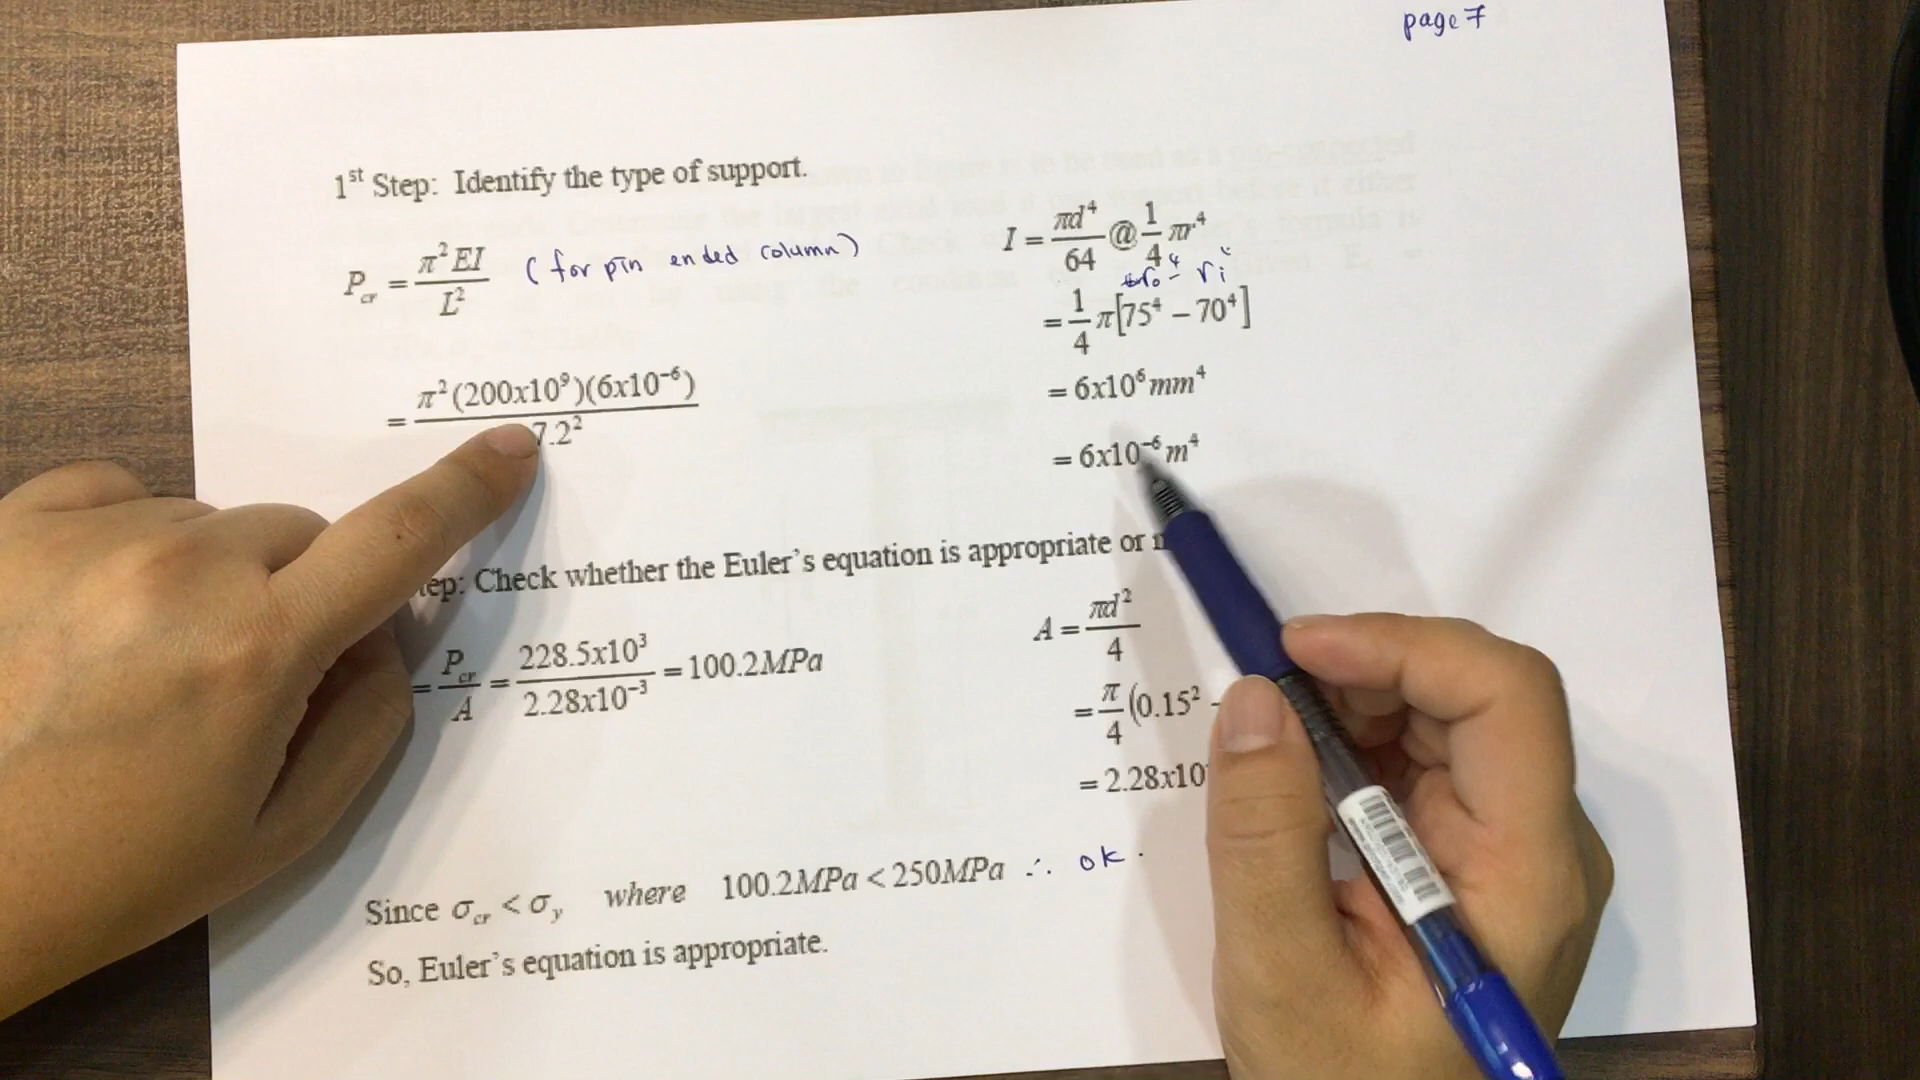 page 7
1st Step: Identify the type of support.
P_cr = π²EI / L² (for pin ended column)
= π²(200x10⁹)(6x10⁻⁶) / 7.2²
I = πd⁴ / 64 @ 1/4 πr⁴
ro⁴ - ri⁴
= 1/4 π[75⁴ – 70⁴]
= 6x10⁶ mm⁴
= 6x10⁻⁶ m⁴
Check whether the Euler's equation is appropriate or
= P_cr / A = 228.5x10³ / 2.28x10⁻³ = 100.2MPa
A = πd² / 4
= π/4 (0.15² -
= 2.28x10
Since σ_cr < σ_y where 100.2MPa < 250MPa ∴ ok.
So, Euler's equation is appropriate.